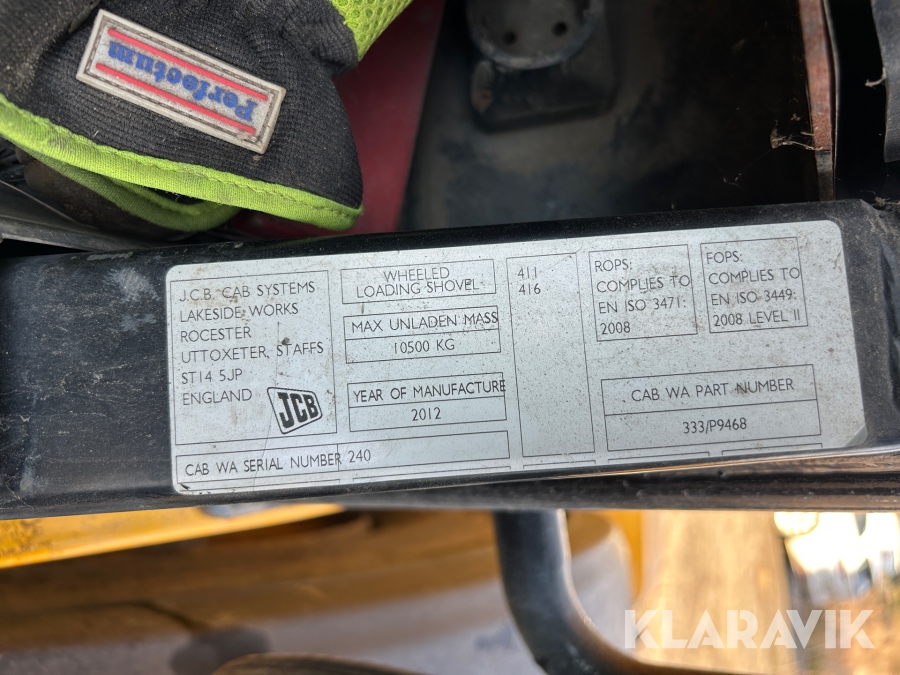 Perfectum
J.C.B. CAB SYSTEMS
LAKESIDE WORKS
ROCESTER
UTTOXETER, STAFFS
ST14 5JP
ENGLAND
JCB
CAB WA SERIAL NUMBER 240
WHEELED
LOADING SHOVEL
MAX UNLADEN MASS
10500 KG
YEAR OF MANUFACTURE
2012
411
416
ROPS:
COMPLIES TO
EN ISO 3471:
2008
FOPS:
COMPLIES TO
EN ISO 3449:
2008 LEVEL II
CAB WA PART NUMBER
333/P9468
KLARAVIK